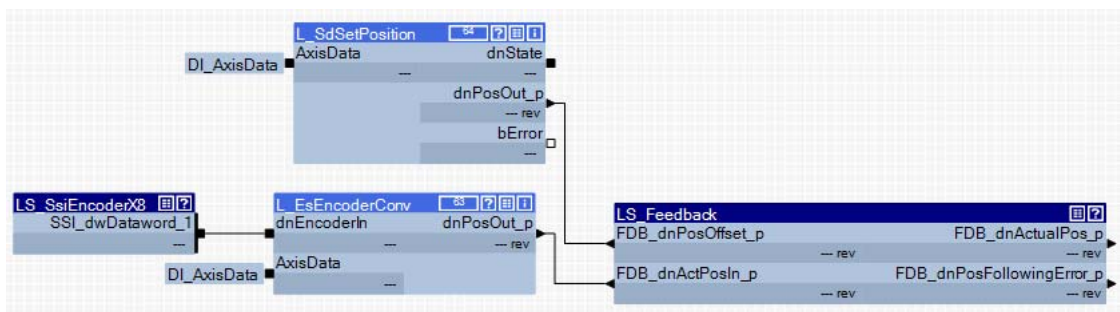 L_SdSetPosition 64 ? i
DI_AxisData AxisData dnState
--- ---
dnPosOut_p
--- rev
bError
---
LS_SsiEncoderX8 ?
SSI_dwDataword_1
---
L_EsEncoderConv 63 ? i
dnEncoderIn dnPosOut_p
--- --- rev
DI_AxisData AxisData
---
LS_Feedback ?
FDB_dnPosOffset_p FDB_dnActualPos_p
--- rev --- rev
FDB_dnActPosIn_p FDB_dnPosFollowingError_p
--- rev --- rev